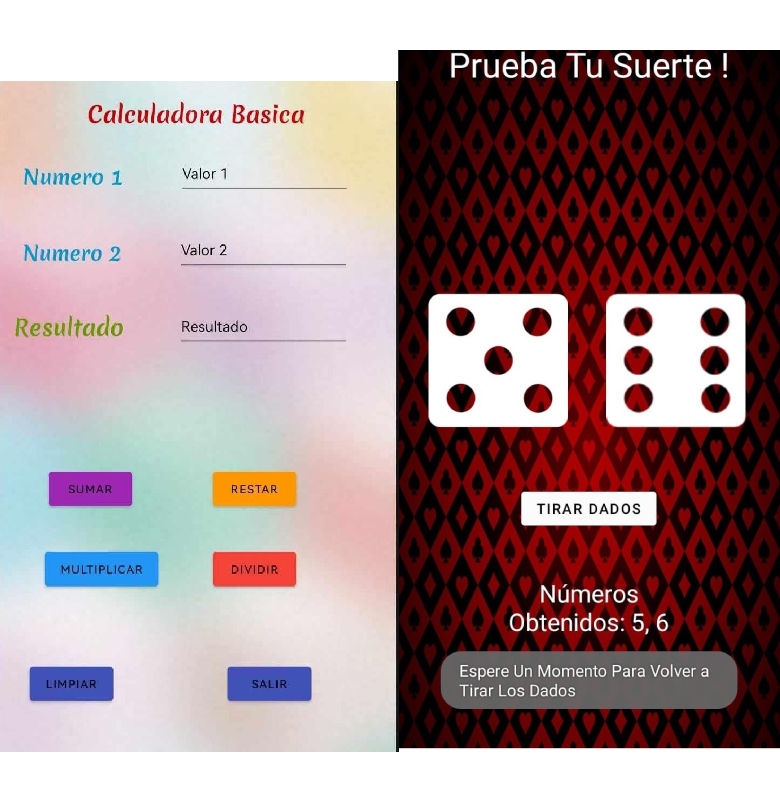 Calculadora Basica
Numero 1
Valor 1
Numero 2
Valor 2
Resultado
Resultado
SUMAR
RESTAR
MULTIPLICAR
DIVIDIR
LIMPIAR
SALIR
Prueba Tu Suerte !
TIRAR DADOS
Números
Obtenidos: 5, 6
Espere Un Momento Para Volver a
Tirar Los Dados